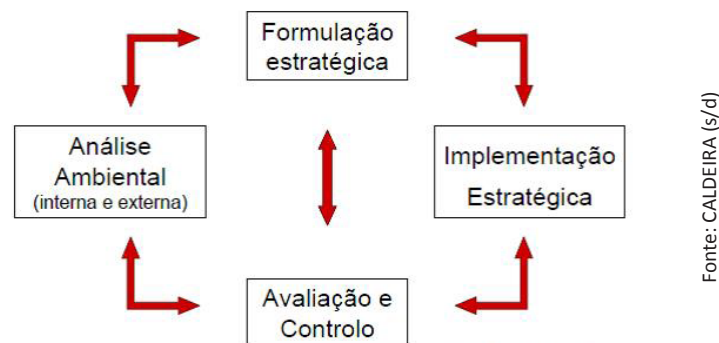 Formulação
estratégica
Análise
Ambiental
(interna e externa)
Implementação
Estratégica
Avaliação e
Controlo
Fonte: CALDEIRA (s/d)